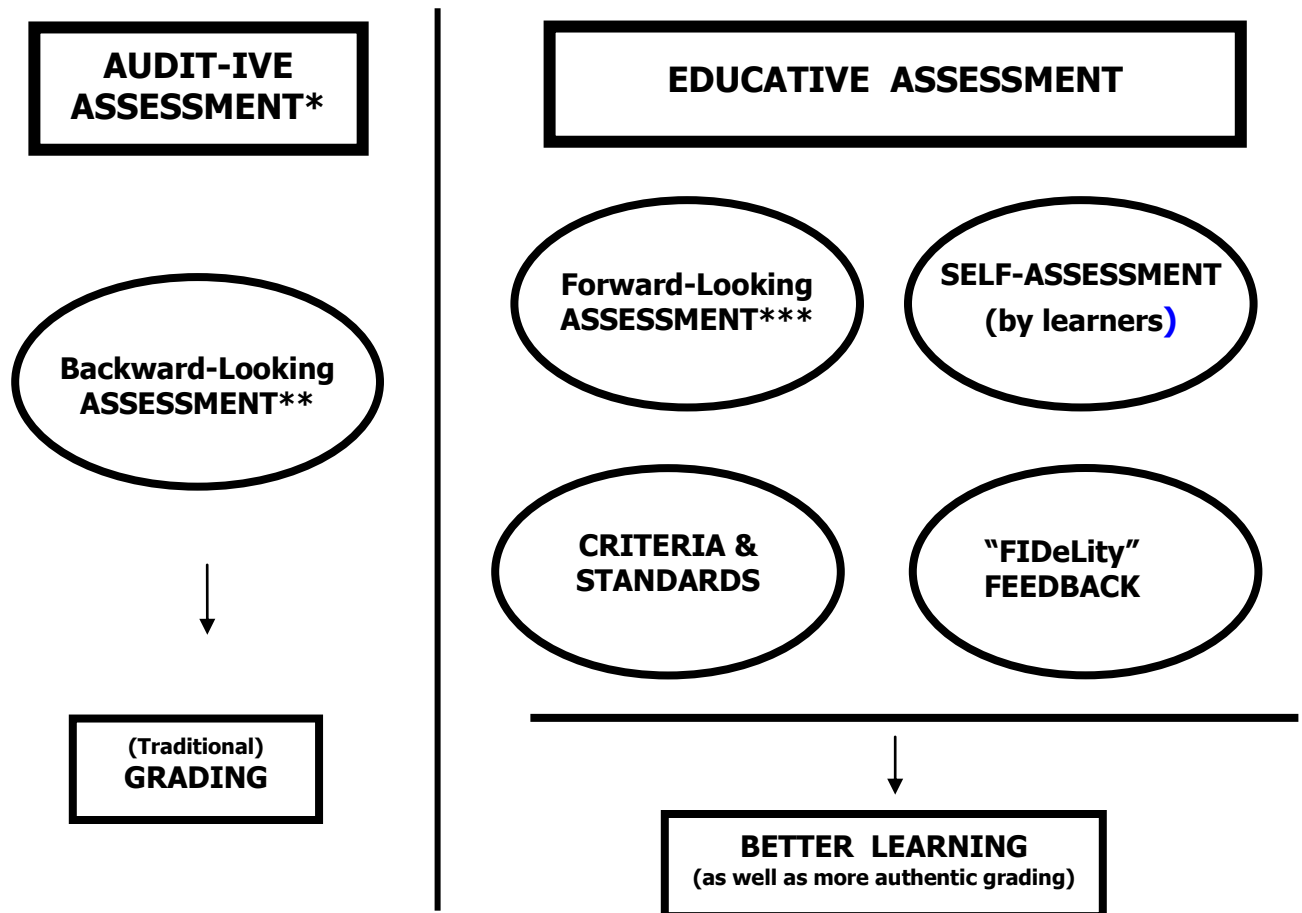 AUDIT-IVE
ASSESSMENT*
Backward-Looking
ASSESSMENT**
(Traditional)
GRADING
EDUCATIVE ASSESSMENT
Forward-Looking
ASSESSMENT***
SELF-ASSESSMENT
(by learners)
CRITERIA &
STANDARDS
“FIDeLity”
FEEDBACK
BETTER LEARNING
(as well as more authentic grading)